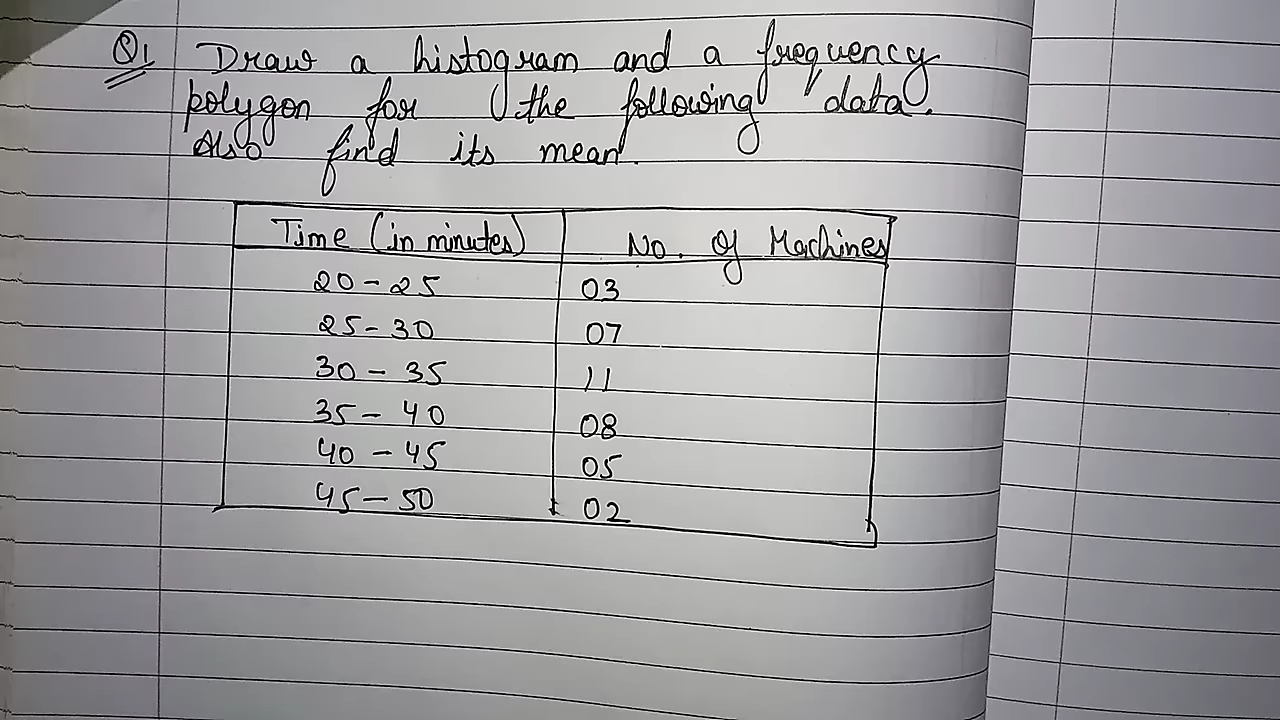 Q1 Draw a histogram and a frequency
polygon for the following data.
Also find its mean.
Time (in minutes) No. Of Machines
20-25 03
25-30 07
30-35 11
35-40 08
40-45 05
45-50 02